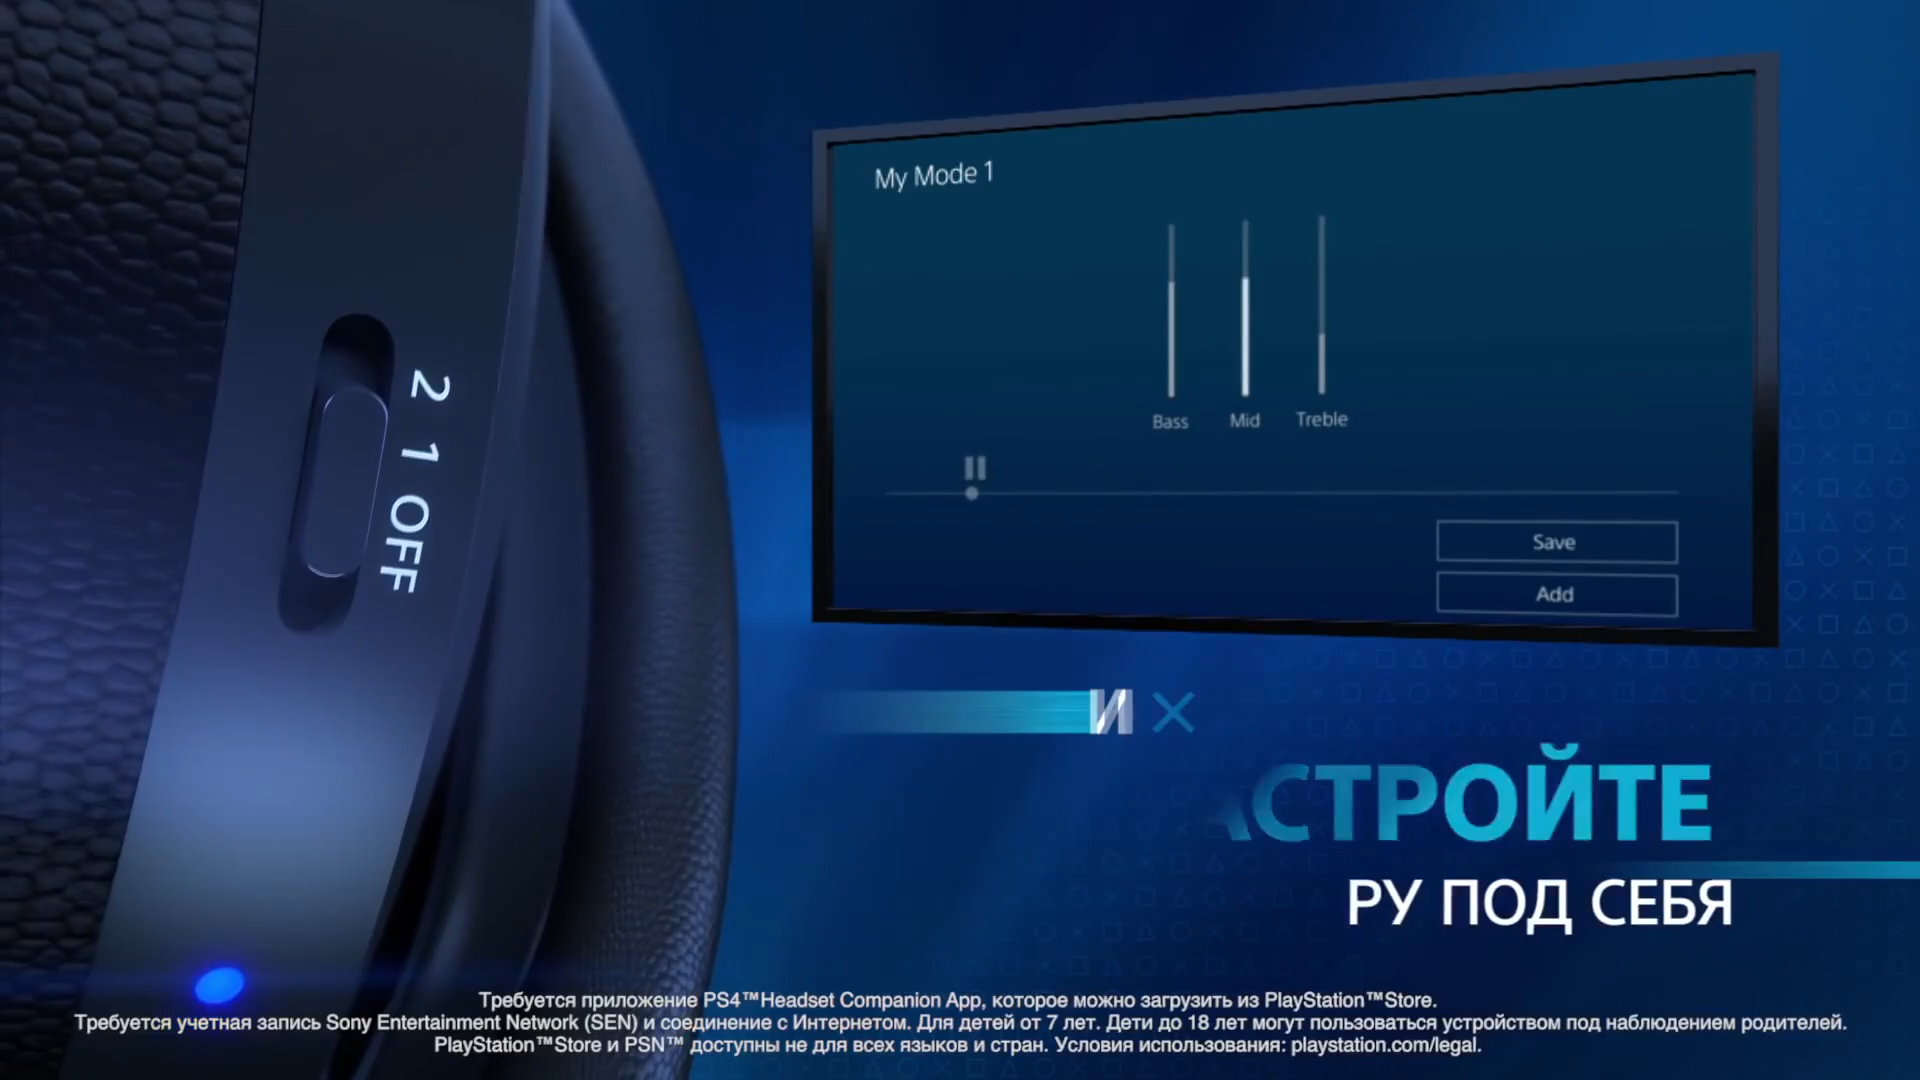 2
1
OFF
My Mode 1
Bass Mid Treble
Save
Add
И
СТРОЙТЕ
РУ ПОД СЕБЯ
Требуется приложение PS4™Headset Companion App, которое можно загрузить из PlayStation™Store.
Требуется учетная запись Sony Entertainment Network (SEN) и соединение с Интернетом. Для детей от 7 лет. Дети до 18 лет могут пользоваться устройством под наблюдением родителей.
PlayStation™Store и PSN™ доступны не для всех языков и стран. Условия использования: playstation.com/legal.